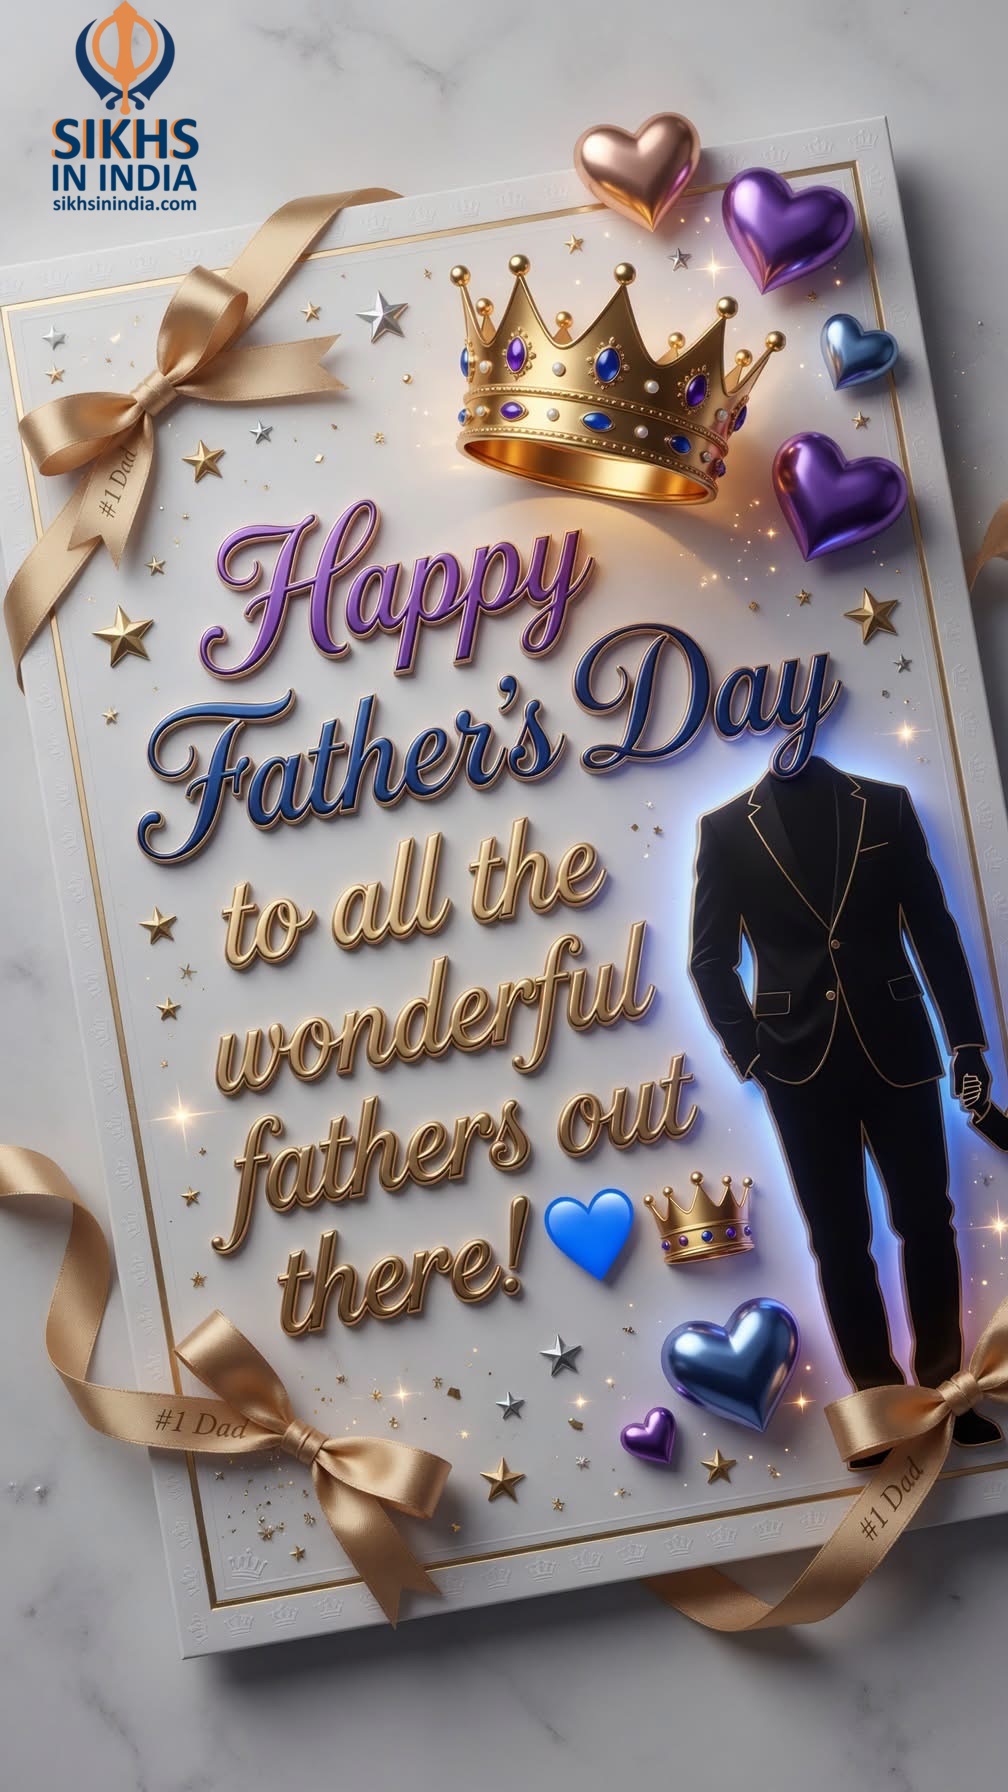 SIKHS
IN INDIA
sikhsinindia.com
#1 Dad
Happy
Father's Day
to all the
wonderful
fathers out
there! 💙
#1 Dad
#1 Dad